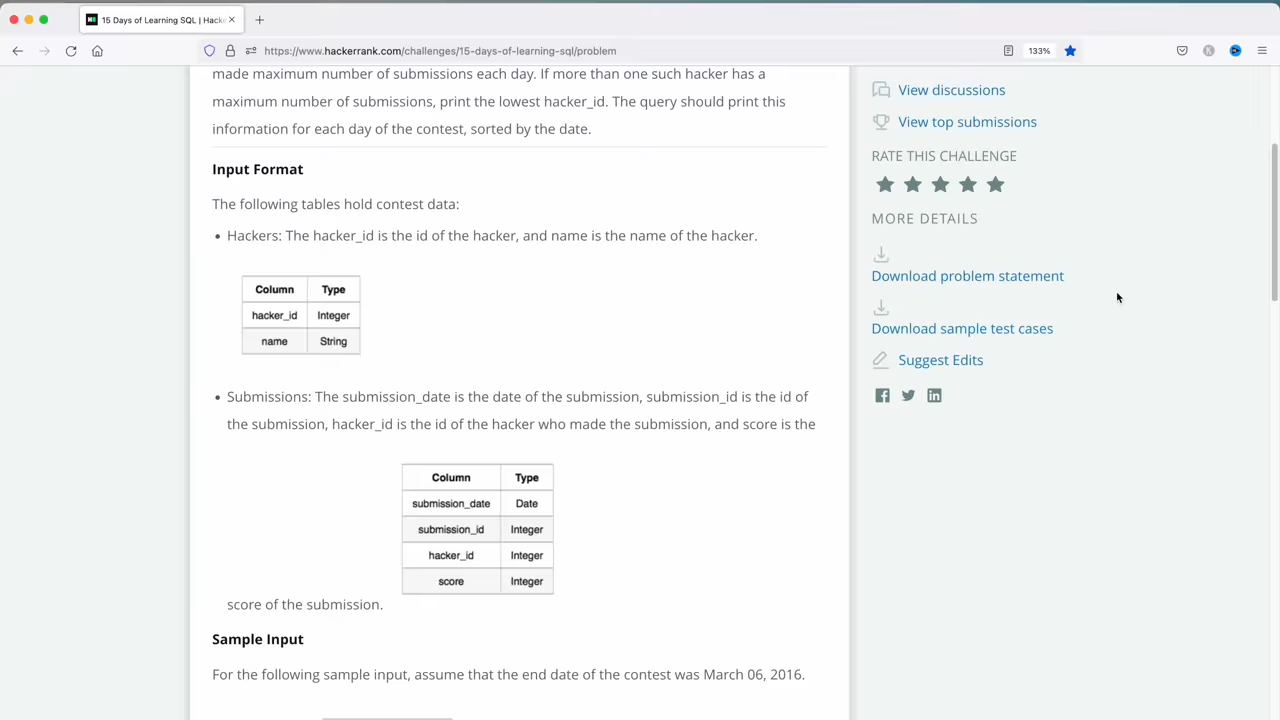 15 Days of Learning SQL | Hacke
https://www.hackerrank.com/challenges/15-days-of-learning-sql/problem
133%
K
made maximum number of submissions each day. If more than one such hacker has a
maximum number of submissions, print the lowest hacker_id. The query should print this
information for each day of the contest, sorted by the date.
Input Format
The following tables hold contest data:
• Hackers: The hacker_id is the id of the hacker, and name is the name of the hacker.
Column Type
hacker_id Integer
name String
• Submissions: The submission_date is the date of the submission, submission_id is the id of
the submission, hacker_id is the id of the hacker who made the submission, and score is the
Column Type
submission_date Date
submission_id Integer
hacker_id Integer
score Integer
score of the submission.
Sample Input
For the following sample input, assume that the end date of the contest was March 06, 2016.
View discussions
View top submissions
RATE THIS CHALLENGE
MORE DETAILS
Download problem statement
Download sample test cases
Suggest Edits